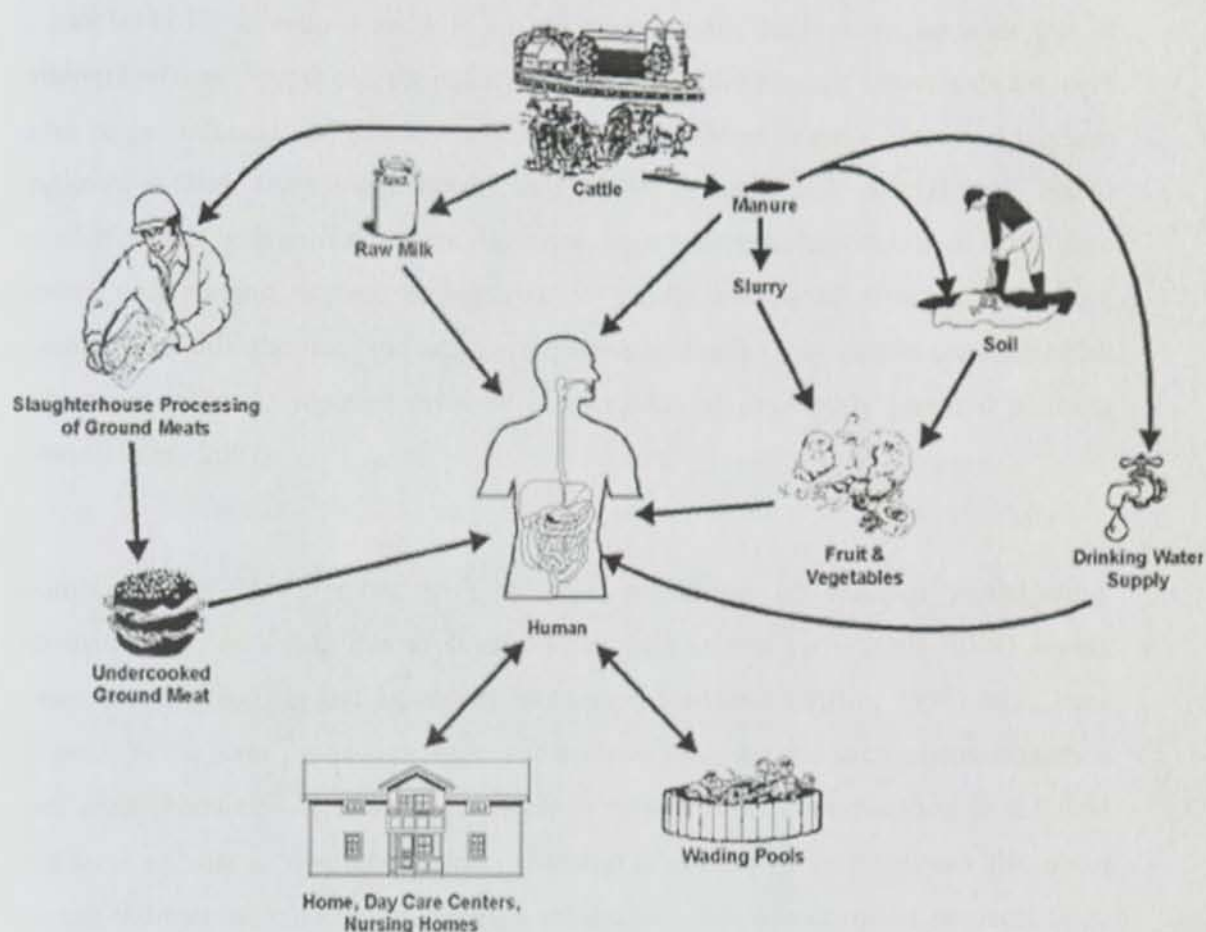 Cattle
Manure
Raw Milk
Slurry
Soil
Slaughterhouse Processing
of Ground Meats
Fruit &
Vegetables
Drinking Water
Supply
Human
Undercooked
Ground Meat
Wading Pools
Home, Day Care Centers,
Nursing Homes